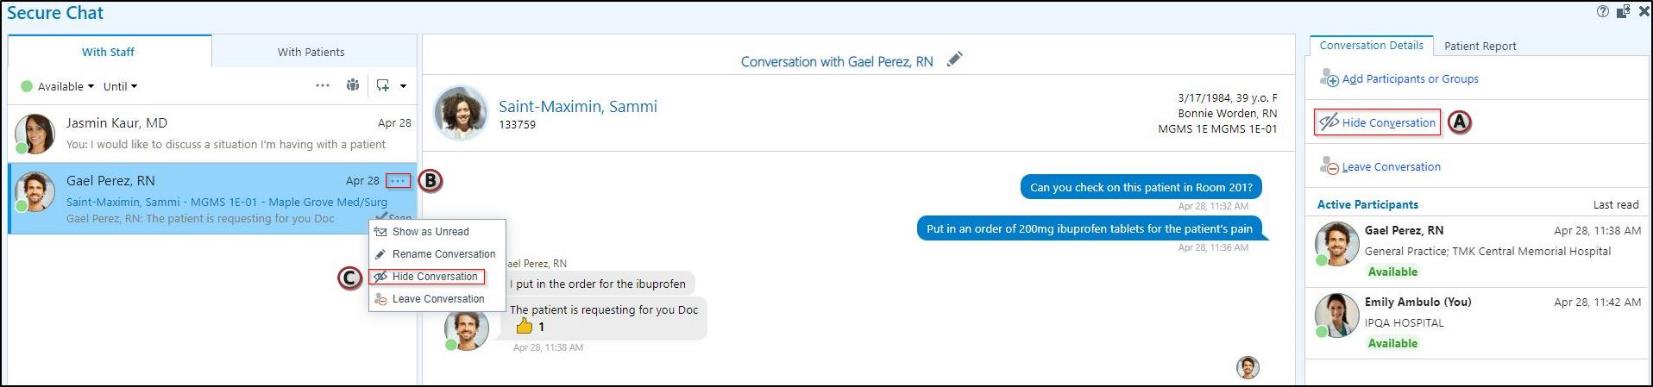 Secure Chat
With Staff
With Patients
Available
Until
Jasmin Kaur, MD
Apr 28
You: I would like to discuss a situation I'm having with a patient
Gael Perez, RN
Apr 28
B
Saint-Maximin, Sammi - MGMS 1E-01 - Maple Grove Med/Surg
Gael Perez, RN: The patient is requesting for you Doc
Show as Unread
Rename Conversation
C
Hide Conversation
Leave Conversation
Conversation with Gael Perez, RN
Saint-Maximin, Sammi
133759
3/17/1984, 39 y.o. F
Bonnie Worden, RN
MGMS 1E MGMS 1E-01
Can you check on this patient in Room 201?
Apr 28, 11:32 AM
Put in an order of 200mg ibuprofen tablets for the patient's pain
Apr 28, 11:36 AM
Perez, RN
I put in the order for the ibuprofen
The patient is requesting for you Doc
1
Apr 28, 11:38 AM
Conversation Details
Patient Report
Add Participants or Groups
Hide Conversation
A
Leave Conversation
Active Participants
Last read
Gael Perez, RN
Apr 28, 11:38 AM
General Practice; TMK Central Memorial Hospital
Available
Emily Ambulo (You)
Apr 28, 11:42 AM
IPQA HOSPITAL
Available